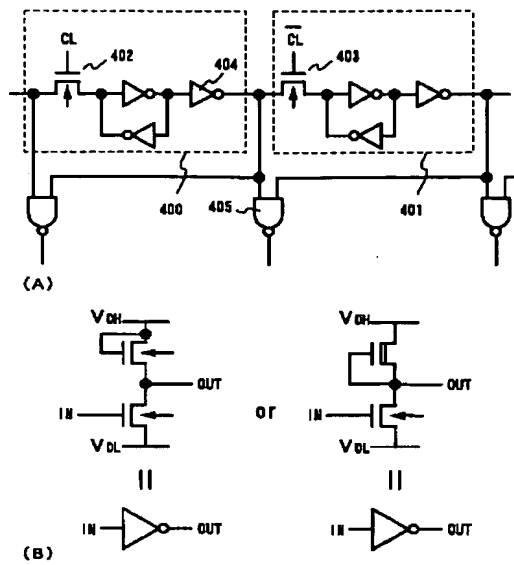 CL
402
404
C̅L̅
403
400
405
401
(A)
VDH
OUT
IN
VDL
or
VDH
OUT
IN
VDL
IN
OUT
IN
OUT
(B)